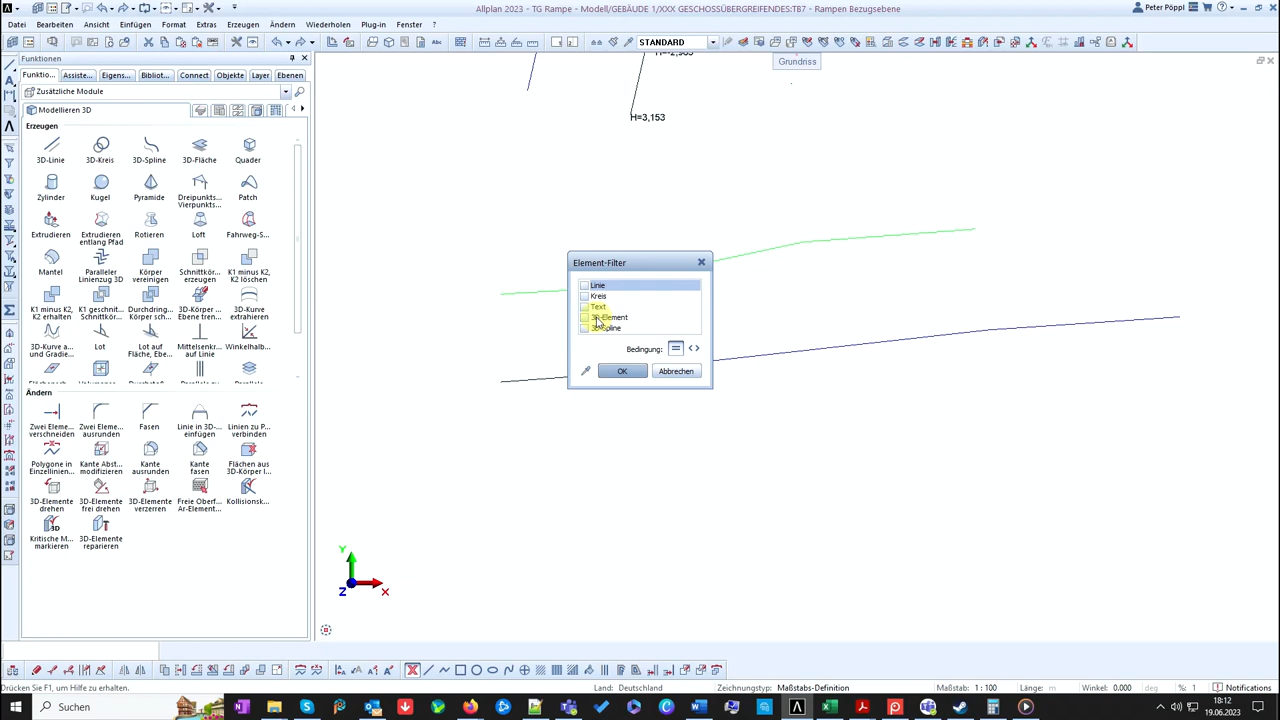 Allplan 2023 - TG Rampe - Modell/GEBÄUDE 1/XXX GESCHOSSÜBERGREIFENDES:TB7 - Rampen Bezugsebene
Peter Pöppl
Datei Bearbeiten Ansicht Einfügen Format Extras Erzeugen Ändern Wiederholen Plug-in Fenster
STANDARD
Funktionen
Funktio... Assiste... Eigens... Bibliot... Connect Objekte Layer Ebenen
Zusätzliche Module
Modellieren 3D
Grundriss
H=3,153
Erzeugen
3D-Linie 3D-Kreis 3D-Spline 3D-Fläche Quader
Zylinder Kugel Pyramide Dreipunkts... Vierpunkts... Patch
Extrudieren Extrudieren entlang Pfad Rotieren Loft Fahrweg-S...
Mantel Paralleler Linienzug 3D Körper vereinigen Schnittkör... erzeugen K1 minus K2, K2 löschen
K1 minus K2, K2 erhalten K1 geschnit... K2 Durchdring... Körper sch... 3D-Körper mit Ebene tren... 3D-Kurve extrahieren
3D-Kurve a... und Gradie... Lot Lot auf Fläche, Ebe... Mittelsenkr... auf Linie Winkelhalb...
Ändern
Zwei Eleme... verschneiden Zwei Eleme... ausrunden Fasen Linie in 3D-... einfügen Linien zu P... verbinden
Polygone in Einzellinien... Kante Abst... modifizieren Kante ausrunden Kante fasen Flächen aus 3D-Körper l...
3D-Elemente drehen 3D-Elemente frei drehen 3D-Elemente verzerren Freie Oberf... Ar-Element... Kollisionsk...
Kritische M... markieren 3D-Elemente reparieren
Element-Filter
Linie
Kreis
Text
3D-Element
3D-Spline
Bedingung: = <>
OK Abbrechen
Y
Z X
Drücken Sie F1, um Hilfe zu erhalten.
Land: Deutschland Zeichnungstyp: Maßstabs-Definition Maßstab: 1 : 100 Länge: m Winkel: 0.000 deg %: 1 Notifications
Suchen
18:12
19.06.2023